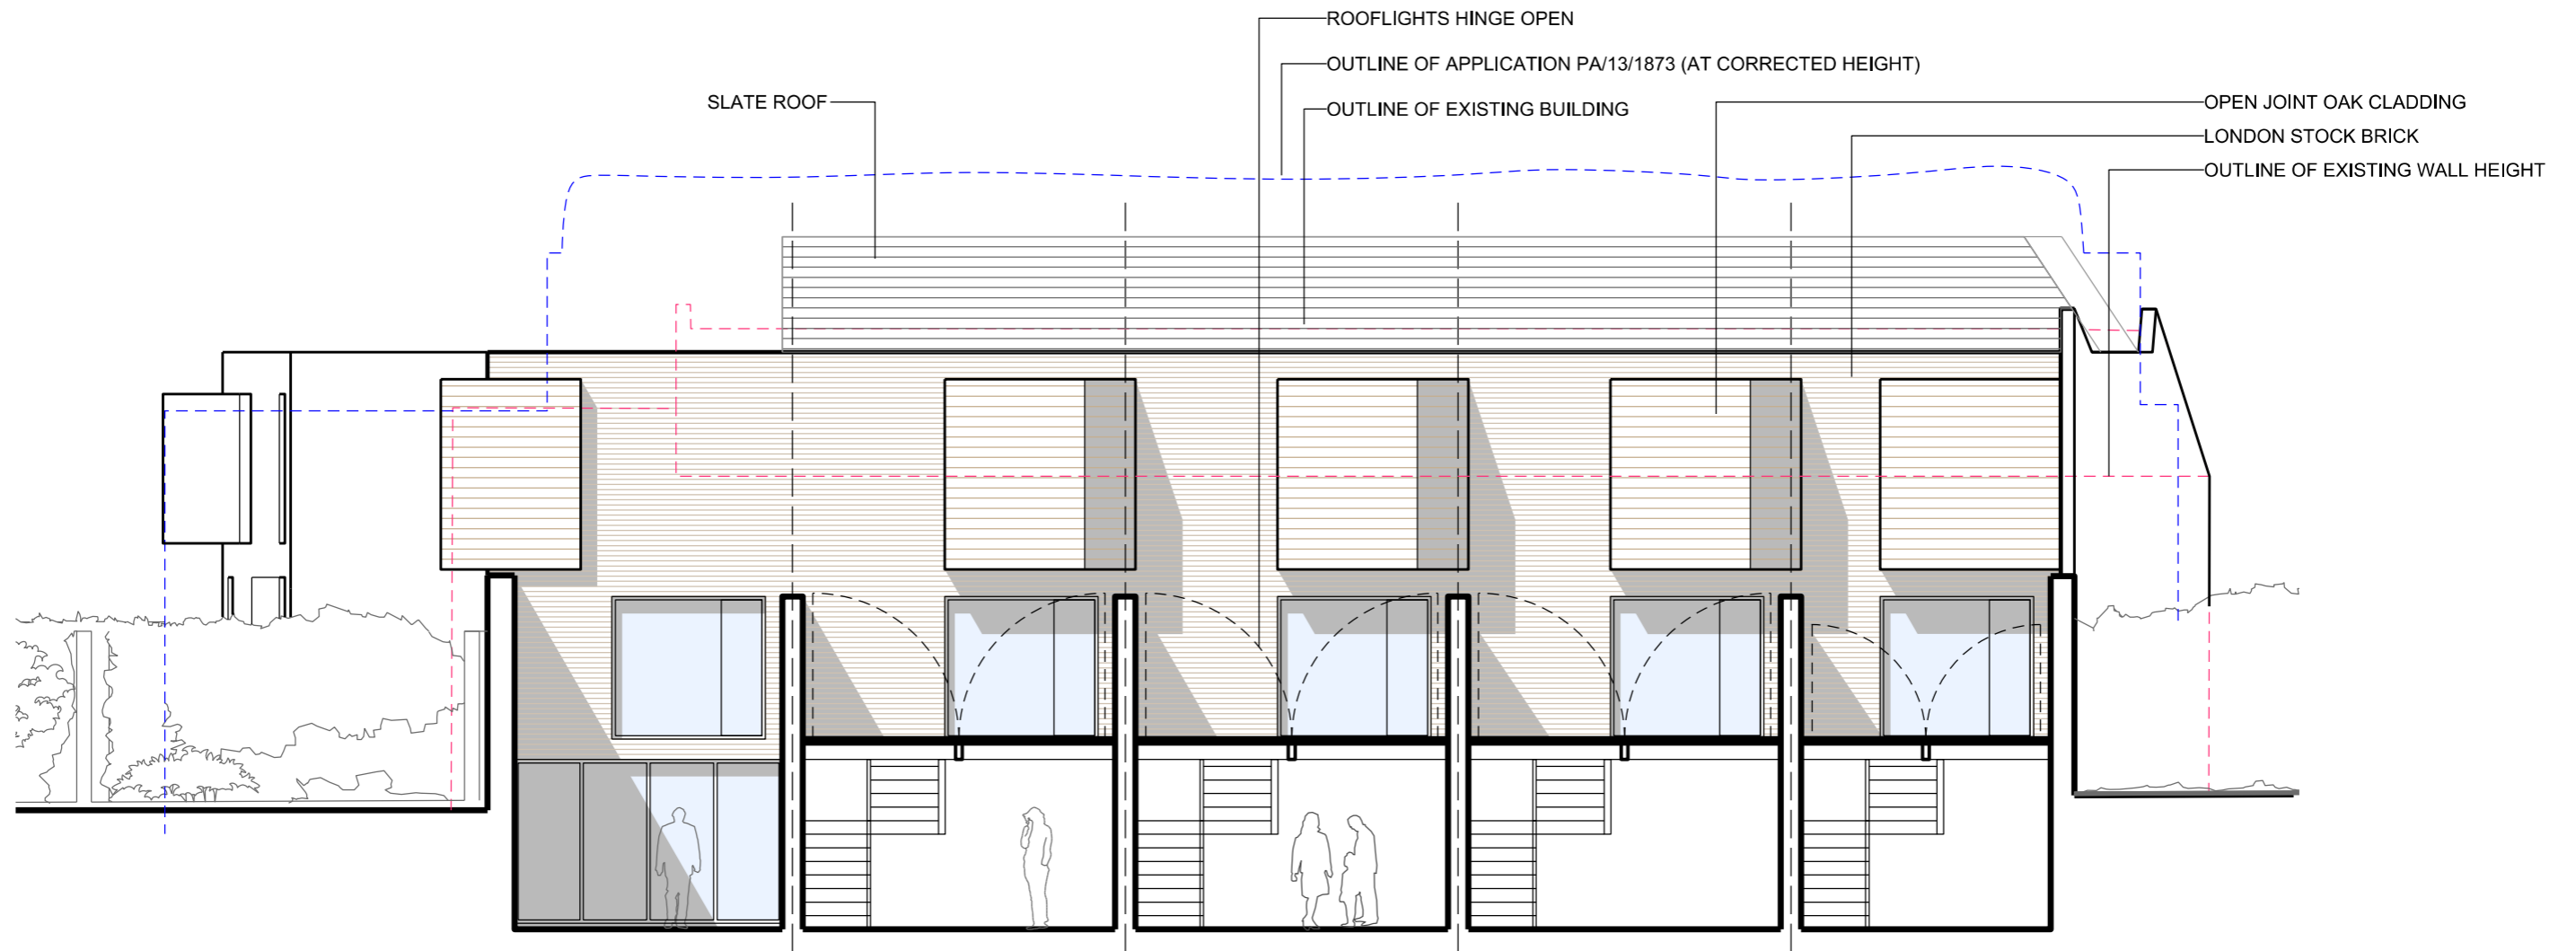 ROOFLIGHTS HINGE OPEN
OUTLINE OF APPLICATION PA/13/1873 (AT CORRECTED HEIGHT)
SLATE ROOF
OUTLINE OF EXISTING BUILDING
OPEN JOINT OAK CLADDING
LONDON STOCK BRICK
OUTLINE OF EXISTING WALL HEIGHT